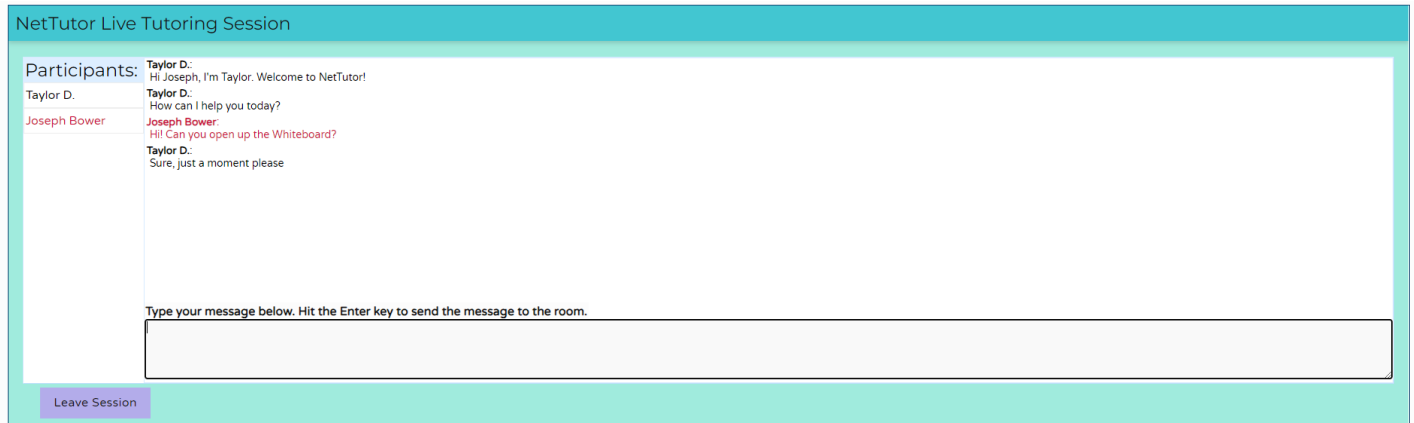 NetTutor Live Tutoring Session
Participants:
Taylor D.
Joseph Bower
Taylor D.:
Hi Joseph, I'm Taylor. Welcome to NetTutor!
Taylor D.:
How can I help you today?
Joseph Bower:
Hi! Can you open up the Whiteboard?
Taylor D.:
Sure, just a moment please
Type your message below. Hit the Enter key to send the message to the room.
Leave Session